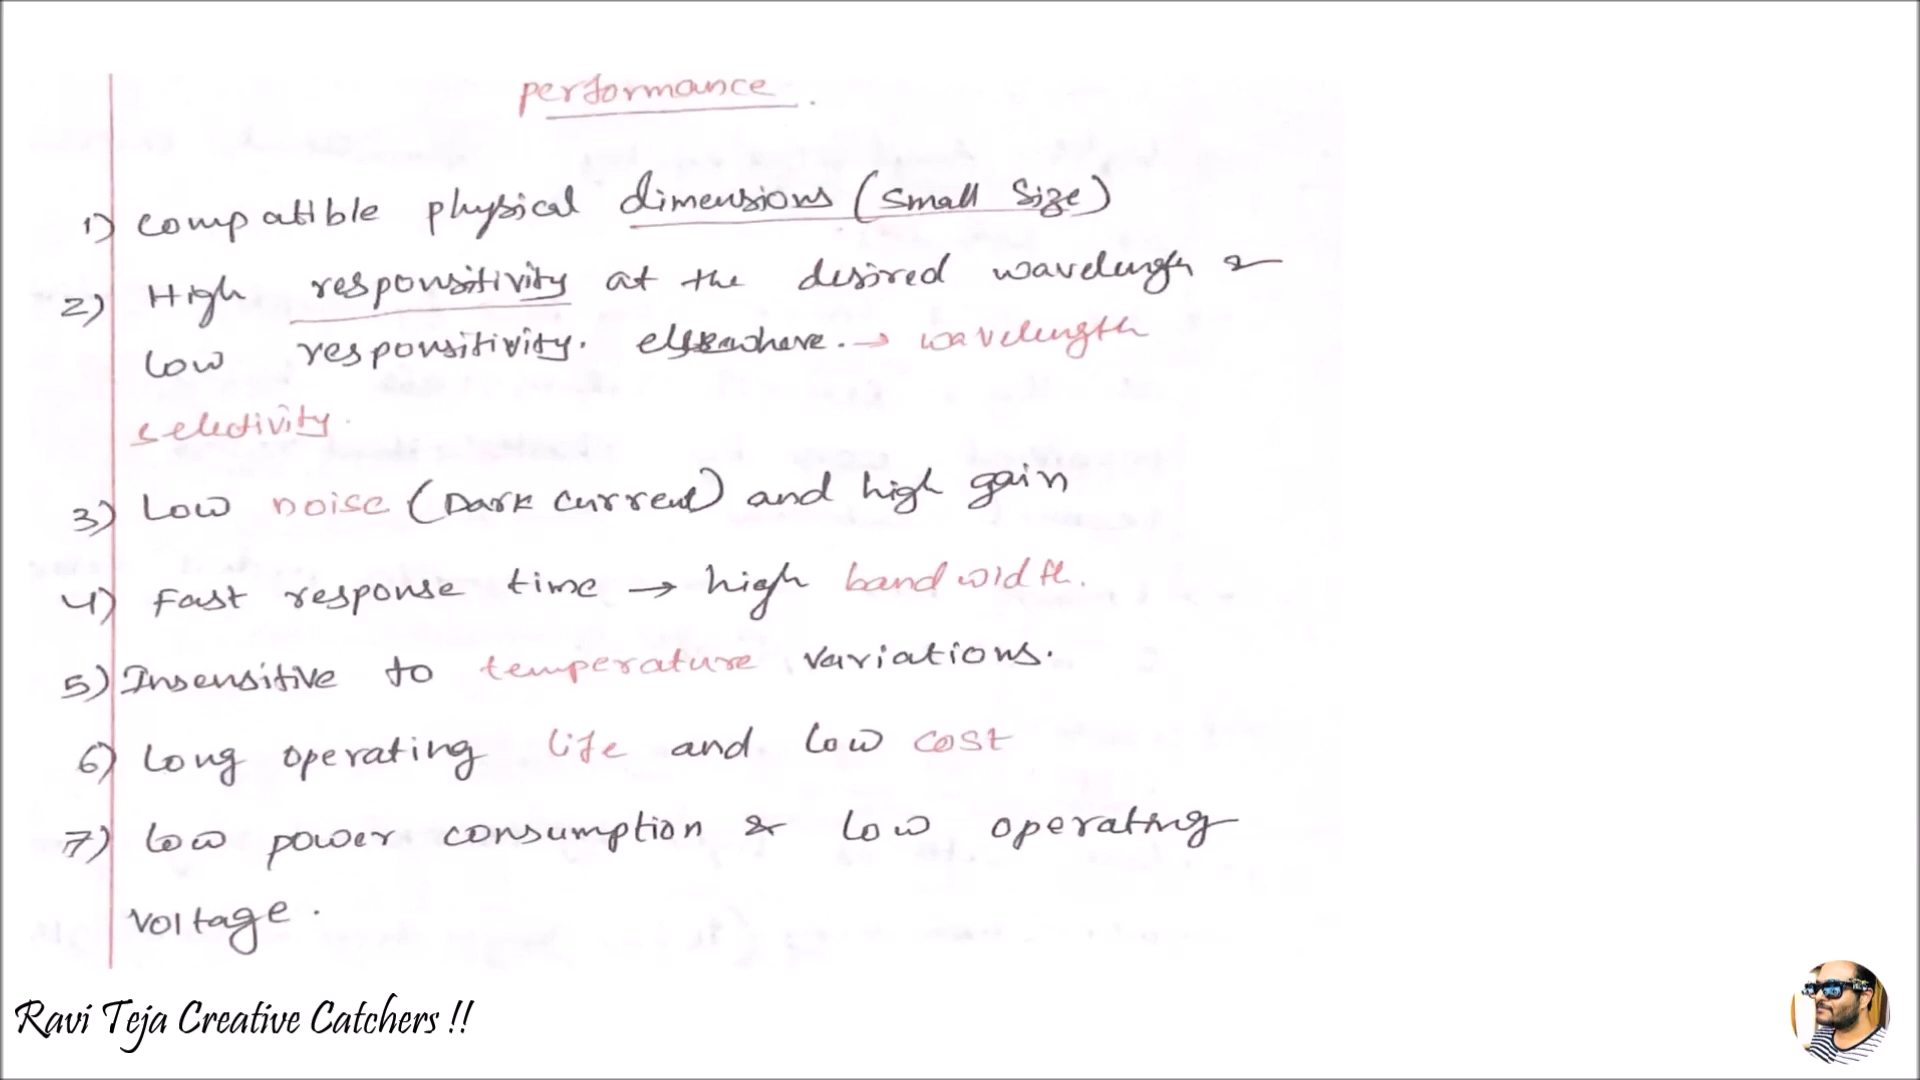 performance.
1) Compatible physical dimensions (small size)
2) High responsitivity at the desired wavelength &
low responsitivity. elsewhere. → wavelength
selectivity.
3) Low noise (Dark current) and high gain
4) Fast response time → high bandwidth.
5) Insensitive to temperature variations.
6) Long operating life and low cost
7) Low power consumption & low operating
voltage.
Ravi Teja Creative Catchers !!